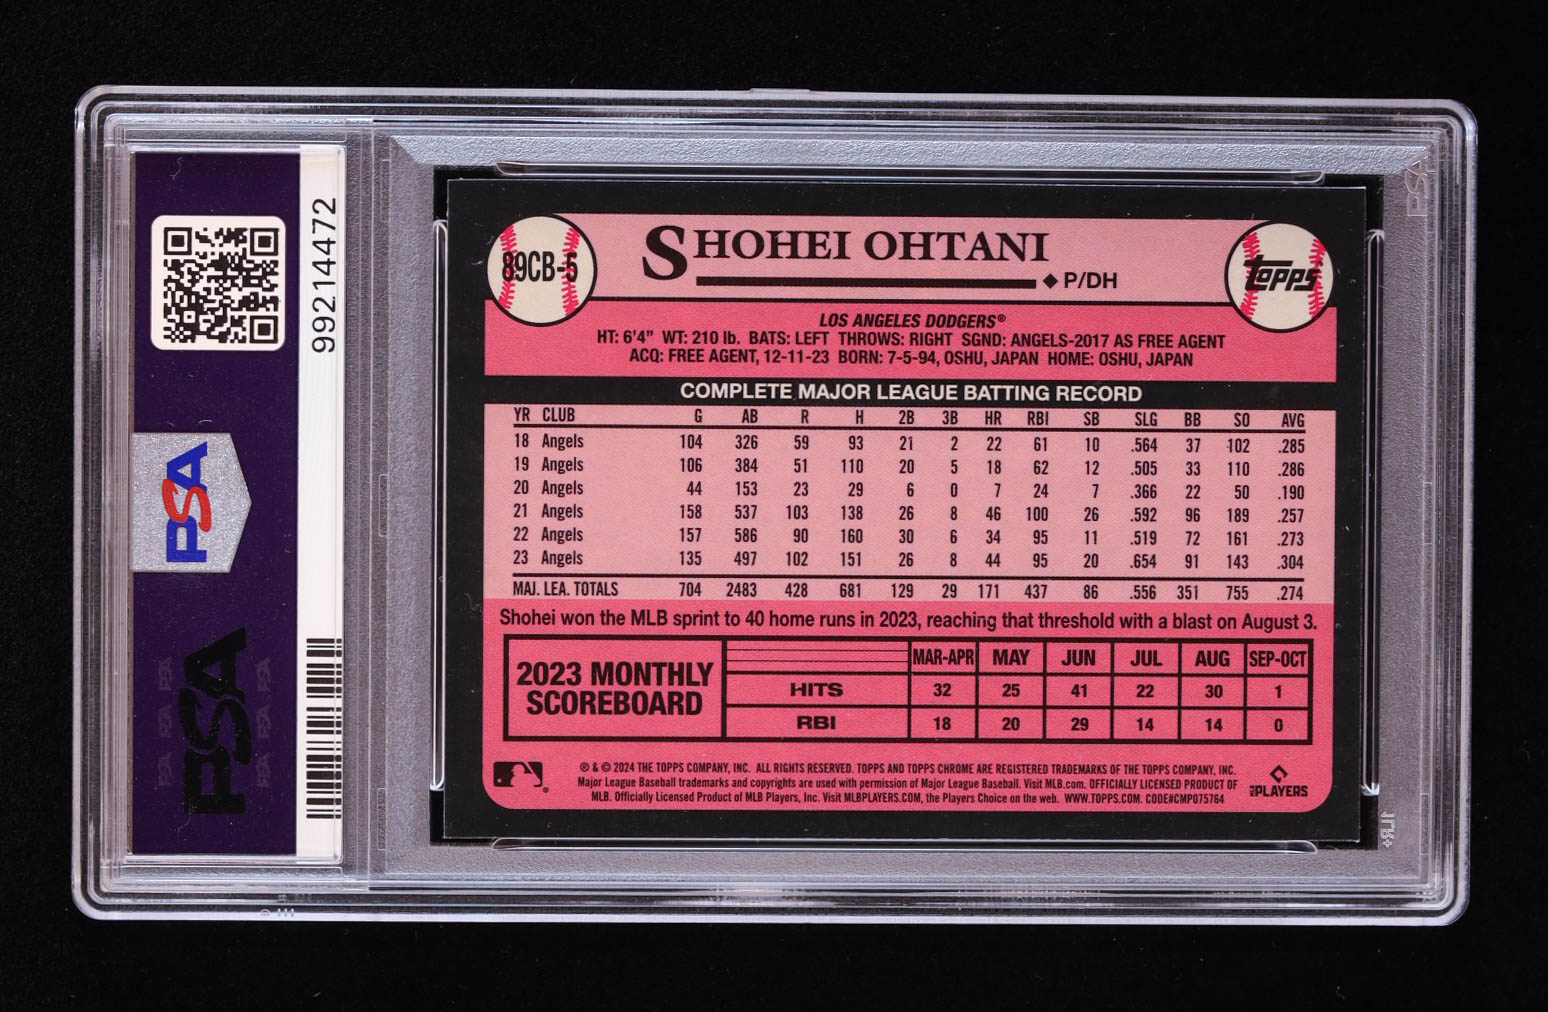 99214472
PSA
PSA
89CB-5
SHOHEI OHTANI
P/DH
TOPPS
LOS ANGELES DODGERS®
HT: 6'4" WT: 210 lb. BATS: LEFT THROWS: RIGHT SGND: ANGELS-2017 AS FREE AGENT
ACQ: FREE AGENT, 12-11-23 BORN: 7-5-94, OSHU, JAPAN HOME: OSHU, JAPAN
COMPLETE MAJOR LEAGUE BATTING RECORD
YR CLUB G AB R H 2B 3B HR RBI SB SLG BB SO AVG
18 Angels 104 326 59 93 21 2 22 61 10 .564 37 102 .285
19 Angels 106 384 51 110 20 5 18 62 12 .505 33 110 .286
20 Angels 44 153 23 29 6 0 7 24 7 .366 22 50 .190
21 Angels 158 537 103 138 26 8 46 100 26 .592 96 189 .257
22 Angels 157 586 90 160 30 6 34 95 11 .519 72 161 .273
23 Angels 135 497 102 151 26 8 44 95 20 .654 91 143 .304
MAJ. LEA. TOTALS 704 2483 428 681 129 29 171 437 86 .556 351 755 .274
Shohei won the MLB sprint to 40 home runs in 2023, reaching that threshold with a blast on August 3.
2023 MONTHLY SCOREBOARD
MAR-APR MAY JUN JUL AUG SEP-OCT
HITS 32 25 41 22 30 1
RBI 18 20 29 14 14 0
® & © 2024 THE TOPPS COMPANY, INC. ALL RIGHTS RESERVED. TOPPS AND TOPPS CHROME ARE REGISTERED TRADEMARKS OF THE TOPPS COMPANY, INC.
Major League Baseball trademarks and copyrights are used with permission of Major League Baseball. Visit MLB.com. OFFICIALLY LICENSED PRODUCT OF
MLB. Officially Licensed Product of MLB Players, Inc. Visit MLBPLAYERS.COM, the Players Choice on the web. WWW.TOPPS.COM. CODE#CMP075764
PLAYERS